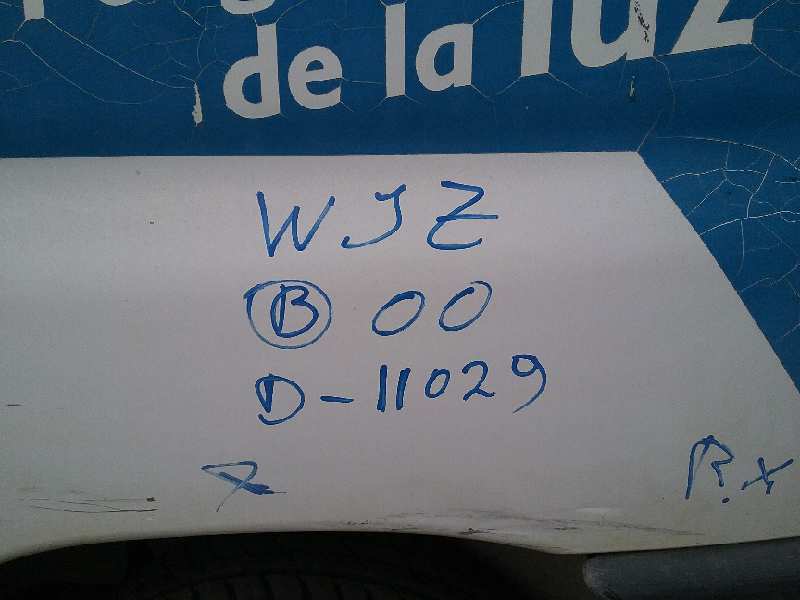 de la luz
WJZ
B 00
D-11029
R.x